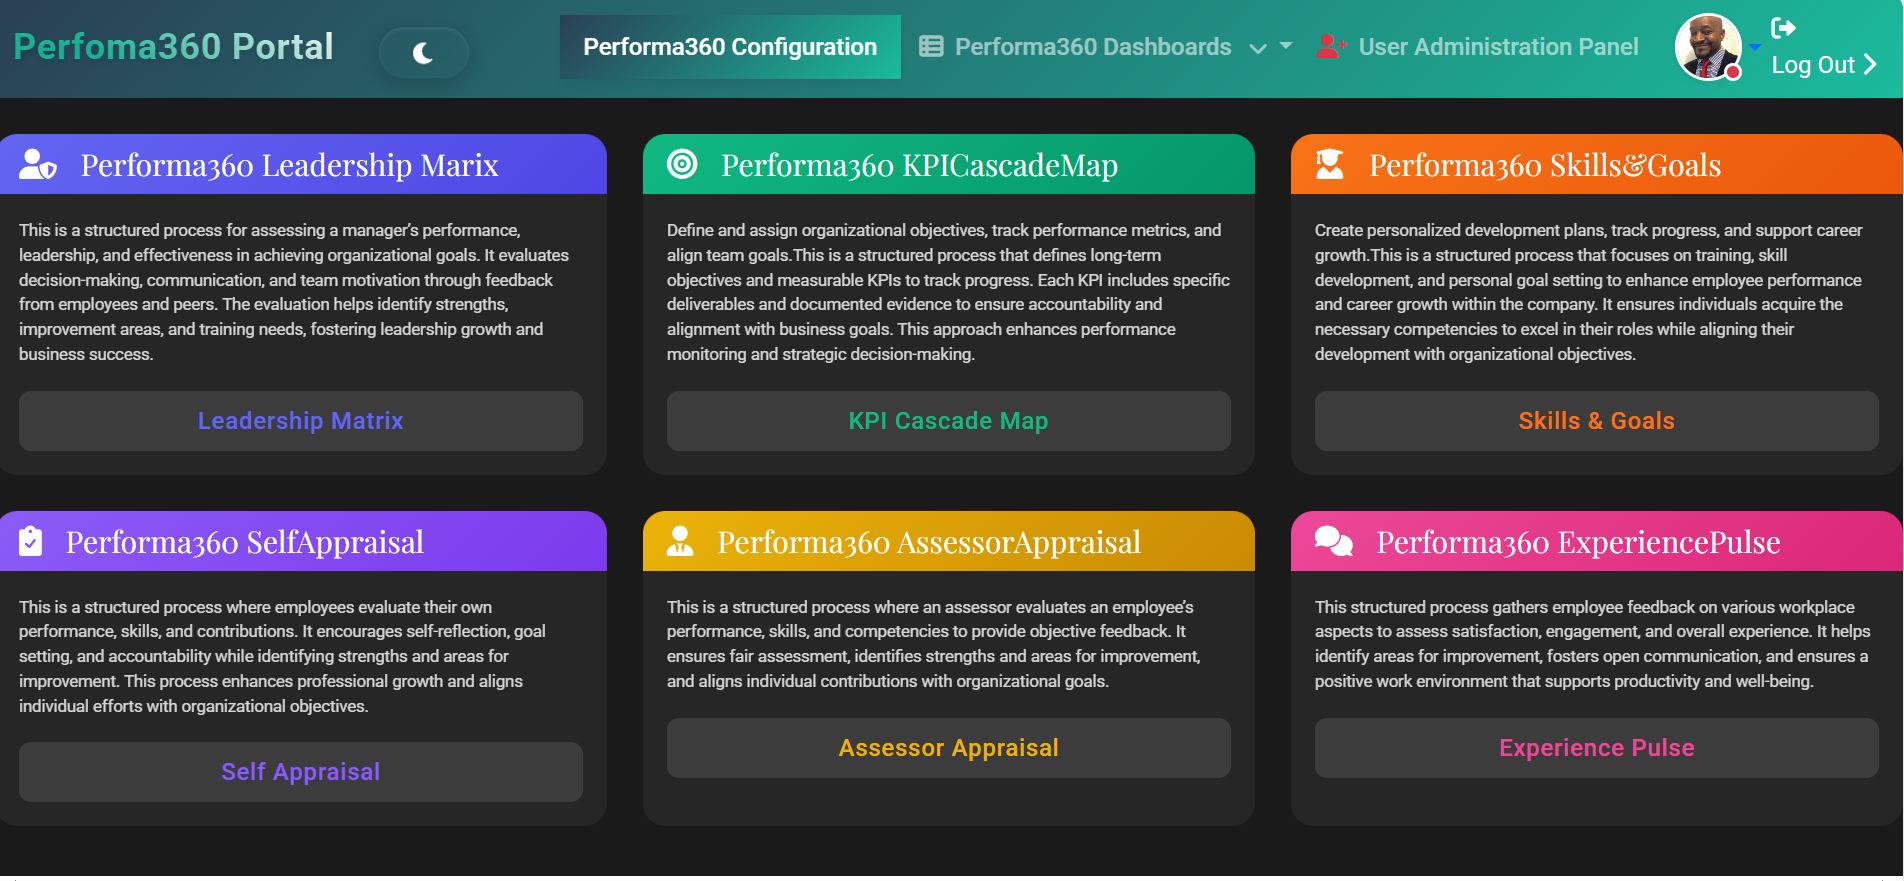 Perfoma360 Portal
Performa360 Configuration
Performa360 Dashboards
User Administration Panel
Log Out
Performa360 Leadership Marix
This is a structured process for assessing a manager’s performance,
leadership, and effectiveness in achieving organizational goals. It evaluates
decision-making, communication, and team motivation through feedback
from employees and peers. The evaluation helps identify strengths,
improvement areas, and training needs, fostering leadership growth and
business success.
Leadership Matrix
Performa360 KPICascadeMap
Define and assign organizational objectives, track performance metrics, and
align team goals.This is a structured process that defines long-term
objectives and measurable KPIs to track progress. Each KPI includes specific
deliverables and documented evidence to ensure accountability and
alignment with business goals. This approach enhances performance
monitoring and strategic decision-making.
KPI Cascade Map
Performa360 Skills&Goals
Create personalized development plans, track progress, and support career
growth.This is a structured process that focuses on training, skill
development, and personal goal setting to enhance employee performance
and career growth within the company. It ensures individuals acquire the
necessary competencies to excel in their roles while aligning their
development with organizational objectives.
Skills & Goals
Performa360 SelfAppraisal
This is a structured process where employees evaluate their own
performance, skills, and contributions. It encourages self-reflection, goal
setting, and accountability while identifying strengths and areas for
improvement. This process enhances professional growth and aligns
individual efforts with organizational objectives.
Self Appraisal
Performa360 AssessorAppraisal
This is a structured process where an assessor evaluates an employee’s
performance, skills, and competencies to provide objective feedback. It
ensures fair assessment, identifies strengths and areas for improvement,
and aligns individual contributions with organizational goals.
Assessor Appraisal
Performa360 ExperiencePulse
This structured process gathers employee feedback on various workplace
aspects to assess satisfaction, engagement, and overall experience. It helps
identify areas for improvement, fosters open communication, and ensures a
positive work environment that supports productivity and well-being.
Experience Pulse